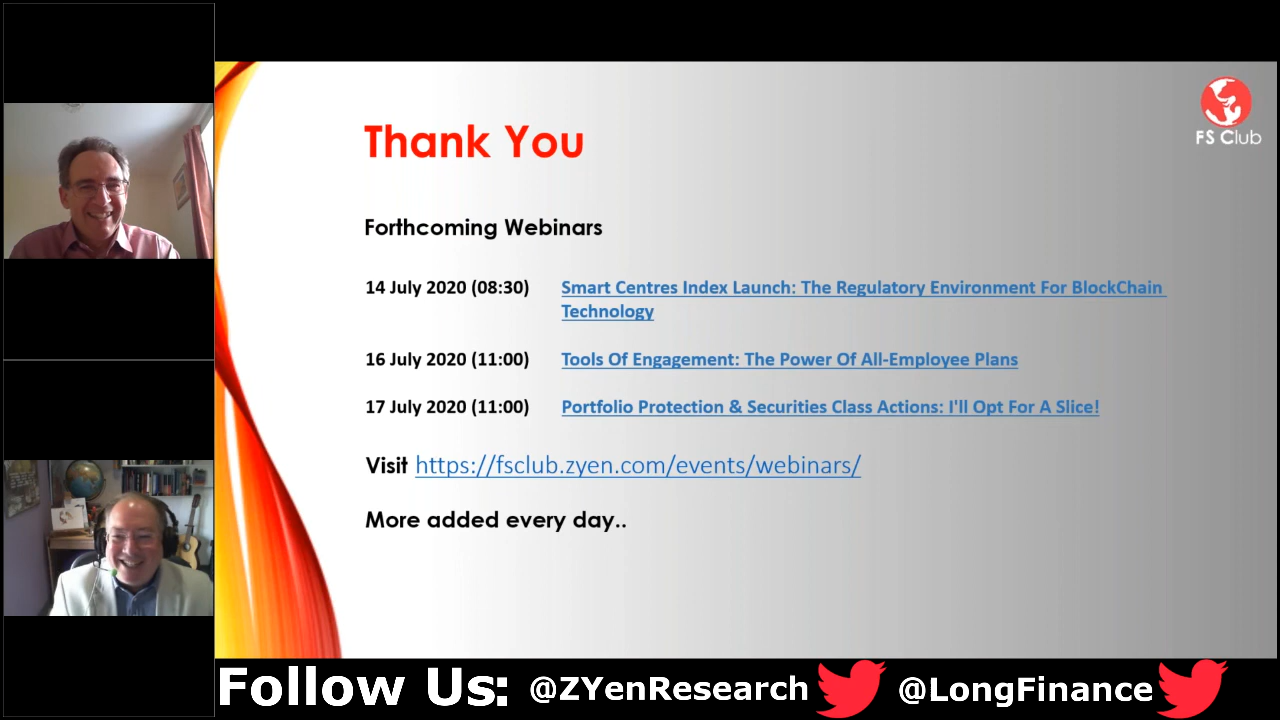 FS Club
Thank You
Forthcoming Webinars
14 July 2020 (08:30) Smart Centres Index Launch: The Regulatory Environment For BlockChain
Technology
16 July 2020 (11:00) Tools Of Engagement: The Power Of All-Employee Plans
17 July 2020 (11:00) Portfolio Protection & Securities Class Actions: I'll Opt For A Slice!
Visit https://fsclub.zyen.com/events/webinars/
More added every day..
Follow Us: @ZYenResearch @LongFinance